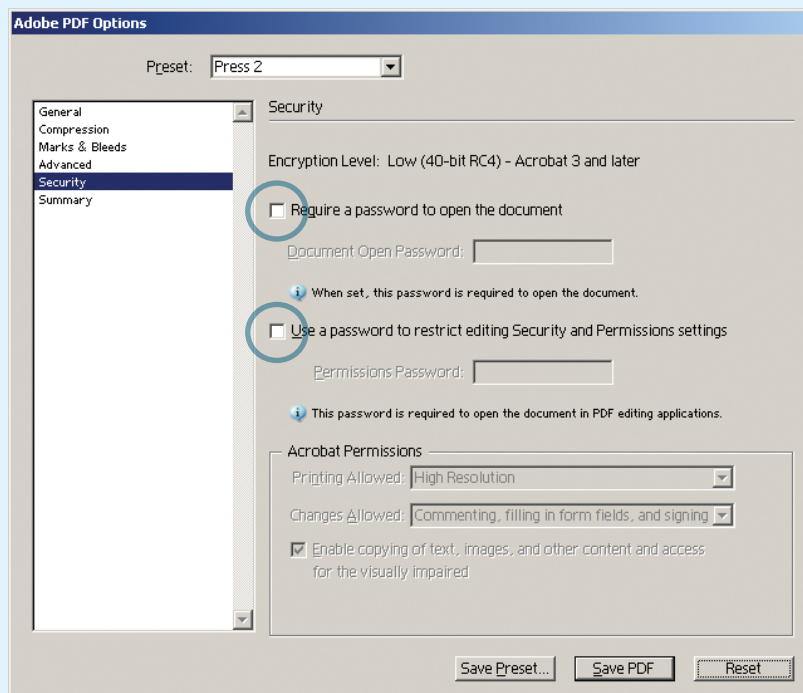 Adobe PDF Options
Preset: Press 2
General
Compression
Marks & Bleeds
Advanced
Security
Summary
Security
Encryption Level: Low (40-bit RC4) - Acrobat 3 and later
Require a password to open the document
Document Open Password:
When set, this password is required to open the document.
Use a password to restrict editing Security and Permissions settings
Permissions Password:
This password is required to open the document in PDF editing applications.
Acrobat Permissions
Printing Allowed: High Resolution
Changes Allowed: Commenting, filling in form fields, and signing
Enable copying of text, images, and other content and access
for the visually impaired
Save Preset... Save PDF Reset